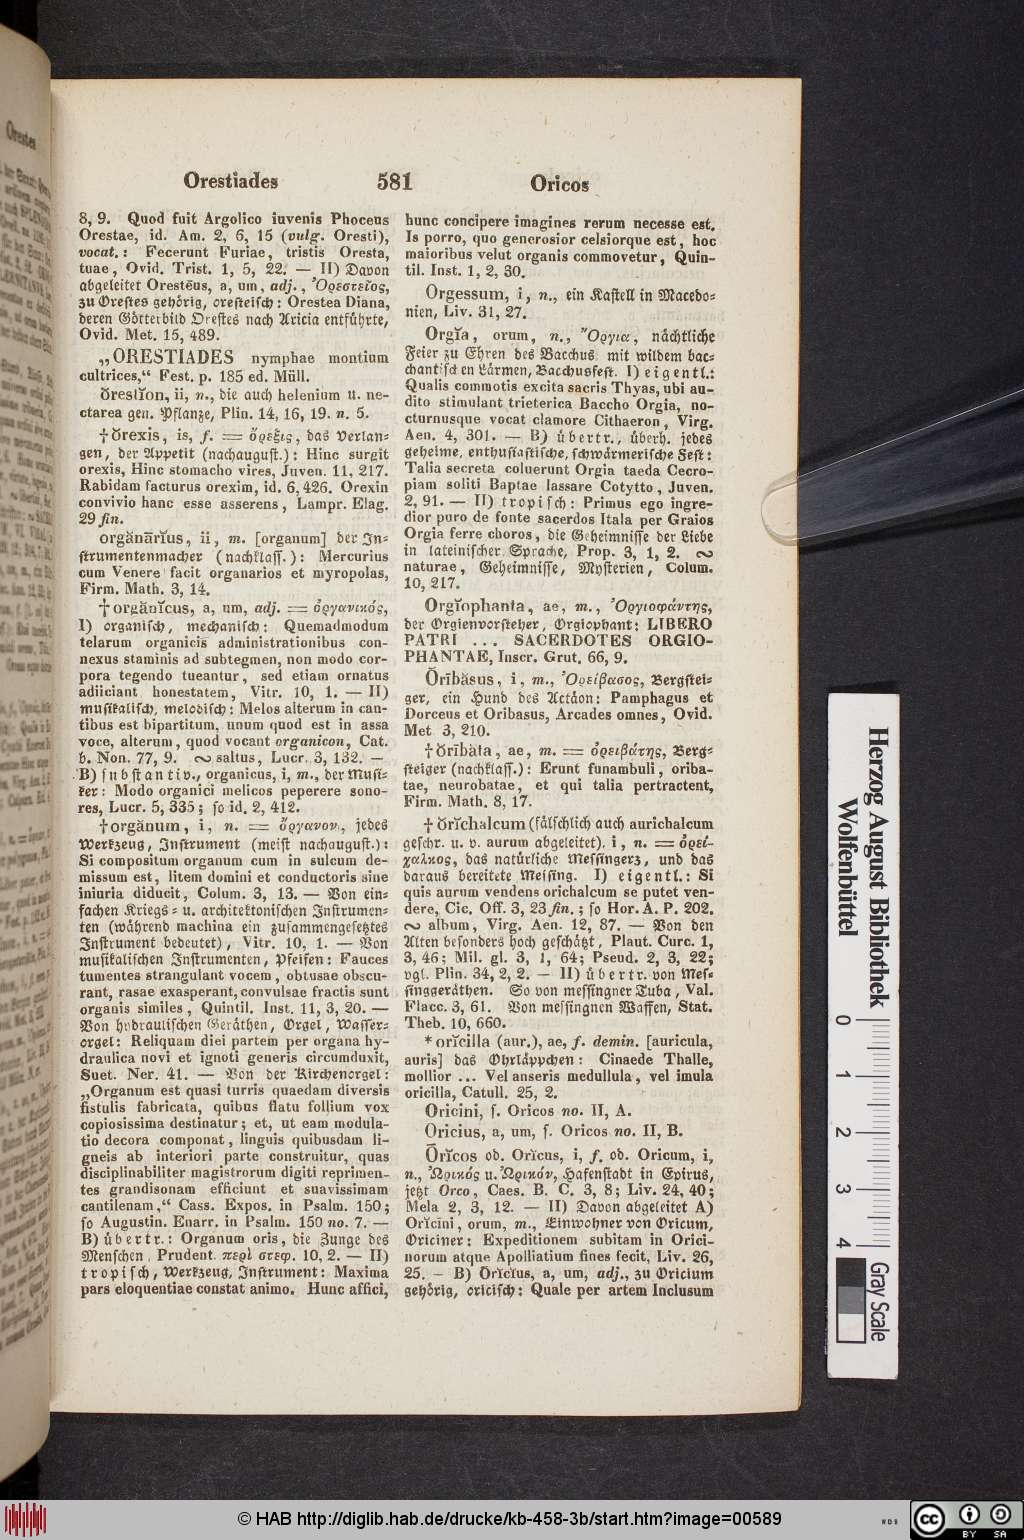 Orestiades 581 Oricos
8, 9. Quod fuit Argolico iuvenis Phoceus
Orestae, id. Am. 2, 6, 15 (vulg. Oresti),
vocat.: Fecerunt Furiae, tristis Oresta,
tuae, Ovid. Trist. 1, 5, 22. — II) Davon
abgeleitet Orestēus, a, um, adj., Ὀρεστεῖος,
zu Orestes gehörig, oresteisch: Orestea Diana,
deren Götterbild Orestes nach Aricia entführte,
Ovid. Met. 15, 489.
„ORESTIADES nymphae montium
cultrices,“ Fest. p. 185 ed. Müll.
ŏrestīon, ii, n., die auch helenium u. ne-
ctarea gen. Pflanze, Plin. 14, 16, 19. n. 5.
†ŏrexis, is, f. = ὄρεξις, das Verlan-
gen, der Appetit (nachaugust.): Hinc surgit
orexis, Hinc stomacho vires, Juven. 11, 217.
Rabidam facturus orexim, id. 6, 426. Orexin
convivio hanc esse asserens, Lampr. Elag.
29 fin.
orgănārĭus, ii, m. [organum] der In-
strumentenmacher (nachklass.): Mercurius
cum Venere facit organarios et myropolas,
Firm. Math. 3, 14.
†orgănĭcus, a, um, adj. = ὀργανικός,
I) organisch, mechanisch: Quemadmodum
telarum organicis administrationibus con-
nexus staminis ad subtegmen, non modo cor-
pora tegendo tueantur, sed etiam ornatus
adiiciant honestatem, Vitr. 10, 1. — II)
musikalisch, melodisch: Melos alterum in can-
tibus est bipartitum, unum quod est in assa
voce, alterum, quod vocant organicon, Cat.
b. Non. 77, 9. ∾ saltus, Lucr. 3, 132. —
B) substantiv., organicus, i, m., der Musi-
ker: Modo organici melicos peperere sono-
res, Lucr. 5, 335; so id. 2, 412.
†orgănum, i, n. = ὄργανον, jedes
Werkzeug, Instrument (meist nachaugust.):
Si compositum organum cum in sulcum de-
missum est, litem domini et conductoris sine
iniuria diducit, Colum. 3, 13. — Von ein-
fachen Kriegs- u. architektonischen Instrumen-
ten (während machina ein zusammengesetztes
Instrument bedeutet), Vitr. 10, 1. — Von
musikalischen Instrumenten, Pfeifen: Fauces
tumentes strangulant vocem, obtusae obscu-
rant, rasae exasperant, convulsae fractis sunt
organis similes, Quintil. Inst. 11, 3, 20. —
Von hydraulischen Geräthen, Orgel, Wasser-
orgel: Reliquam diei partem per organa hy-
draulica novi et ignoti generis circumduxit,
Suet. Ner. 41. — Von der Kirchenorgel:
„Organum est quasi turris quaedam diversis
fistulis fabricata, quibus flatu follium vox
copiosissima destinatur; et, ut eam modula-
tio decora componat, linguis quibusdam li-
gneis ab interiori parte construitur, quas
disciplinabiliter magistrorum digiti reprimen-
tes grandisonam efficiunt et suavissimam
cantilenam,“ Cass. Expos. in Psalm. 150;
so Augustin. Enarr. in Psalm. 150 no. 7. —
B) übertr.: Organum oris, die Zunge des
Menschen, Prudent. περὶ στεφ. 10, 2. — II)
tropisch, Werkzeug, Instrument: Maxima
pars eloquentiae constat animo. Hunc affici,
hunc concipere imagines rerum necesse est.
Is porro, quo generosior celsiorque est, hoc
maioribus velut organis commovetur, Quin-
til. Inst. 1, 2, 30.
Orgessum, i, n., ein Kastell in Macedo-
nien, Liv. 31, 27.
Orgĭa, orum, n., Ὄργια, nächtliche
Feier zu Ehren des Bacchus mit wildem bac-
chantischen Lärmen, Bacchusfest. I) eigentl.:
Qualis commotis excita sacris Thyas, ubi au-
dito stimulant trieterica Baccho Orgia, no-
cturnusque vocat clamore Cithaeron, Virg.
Aen. 4, 301. — B) übertr., überh. jedes
geheime, enthusiastische, schwärmerische Fest:
Talia secreta coluerunt Orgia taeda Cecro-
piam soliti Baptae lassare Cotytto, Juven.
2, 91. — II) tropisch: Primus ego ingre-
dior puro de fonte sacerdos Itala per Graios
Orgia ferre choros, die Geheimnisse der Liebe
in lateinischer Sprache, Prop. 3, 1, 2. ∾
naturae, Geheimnisse, Mysterien, Colum.
10, 217.
Orgĭophanta, ae, m., Ὀργιοφάντης,
der Orgienvorsteher, Orgiophant: LIBERO
PATRI ... SACERDOTES ORGIO-
PHANTAE, Inscr. Grut. 66, 9.
Ŏrībăsus, i, m., Ὀρείβασος, Bergstei-
ger, ein Hund des Actäon: Pamphagus et
Dorceus et Oribasus, Arcades omnes, Ovid.
Met 3, 210.
†ŏrībăta, ae, m. = ὀρειβάτης, Berg-
steiger (nachklass.): Erunt funambuli, oriba-
tae, neurobatae, et qui talia pertractent,
Firm. Math. 8, 17.
†ŏrĭchalcum (fälschlich auch aurichalcum
geschr. u. v. aurum abgeleitet), i, n. = ὀρεί-
χαλκος, das natürliche Messingerz, und das
daraus bereitete Messing. I) eigentl.: Si
quis aurum vendens orichalcum se putet ven-
dere, Cic. Off. 3, 23 fin.; so Hor. A. P. 202.
∾ album, Virg. Aen. 12, 87. — Von den
Alten besonders hoch geschätzt, Plaut. Curc. 1,
3, 46; Mil. gl. 3, 1, 64; Pseud. 2, 3, 22;
vgl. Plin. 34, 2, 2. — II) übertr. von Mes-
singgeräthen. So von messingner Tuba, Val.
Flacc. 3, 61. Von messingnen Waffen, Stat.
Theb. 10, 660.
*orĭcilla (aur.), ae, f. demin. [auricula,
auris] das Ohrläppchen: Cinaede Thalle,
mollior ... Vel anseris medullula, vel imula
oricilla, Catull. 25, 2.
Oricini, s. Oricos no. II, A.
Oricius, a, um, s. Oricos no. II, B.
Ōrĭcos od. Orĭcus, i, f. od. Oricum, i,
n., Ὠρικός u. Ὠρικόν, Hafenstadt in Epirus,
jetzt Orco, Caes. B. C. 3, 8; Liv. 24, 40;
Mela 2, 3, 12. — II) Davon abgeleitet A)
Orĭcini, orum, m., Einwohner von Oricum,
Oriciner: Expeditionem subitam in Orici-
norum atque Apolliatium fines fecit, Liv. 26,
25. – B) Ōrĭcĭus, a, um, adj., zu Oricium
gehörig, oricisch: Quale per artem Inclusum
Herzog August Bibliothek
Wolfenbüttel
0 1 2 3 4
Gray Scale
© HAB http://diglib.hab.de/drucke/kb-458-3b/start.htm?image=00589
WDB
cc BY SA